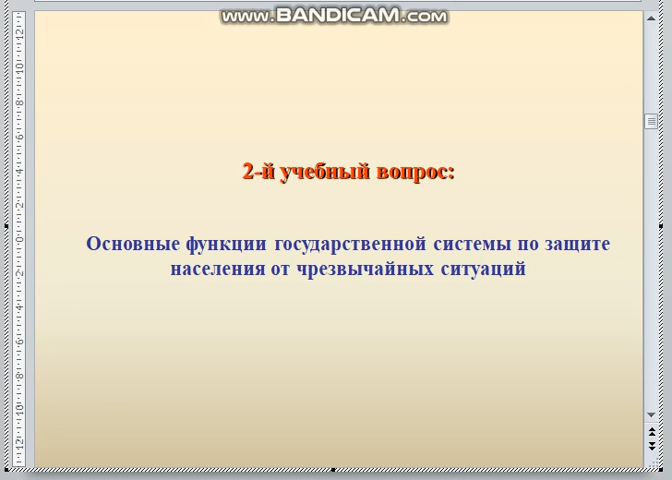 www.BANDICAM.com
2-й учебный вопрос:
Основные функции государственной системы по защите
населения от чрезвычайных ситуаций